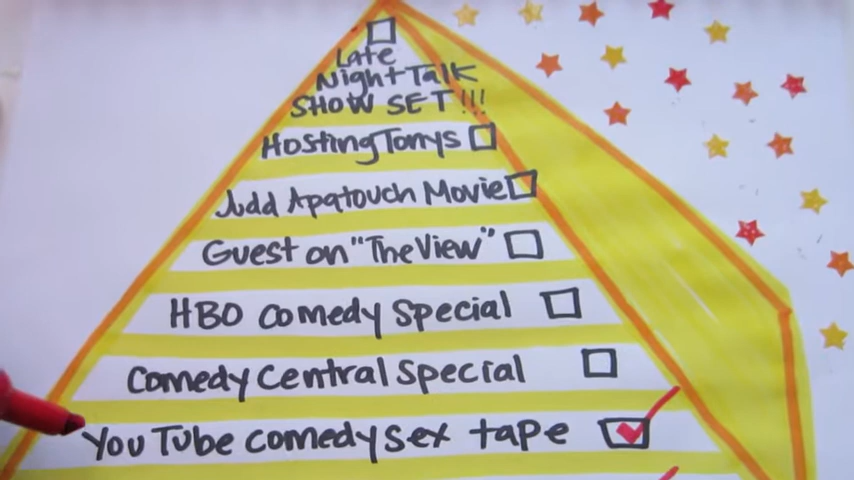 Late
Night Talk
SHOW SET!!!
Hosting Tonys
Judd Apatouch Movie
Guest on "The View"
HBO comedy special
Comedy Central Special
YouTube comedy sex tape